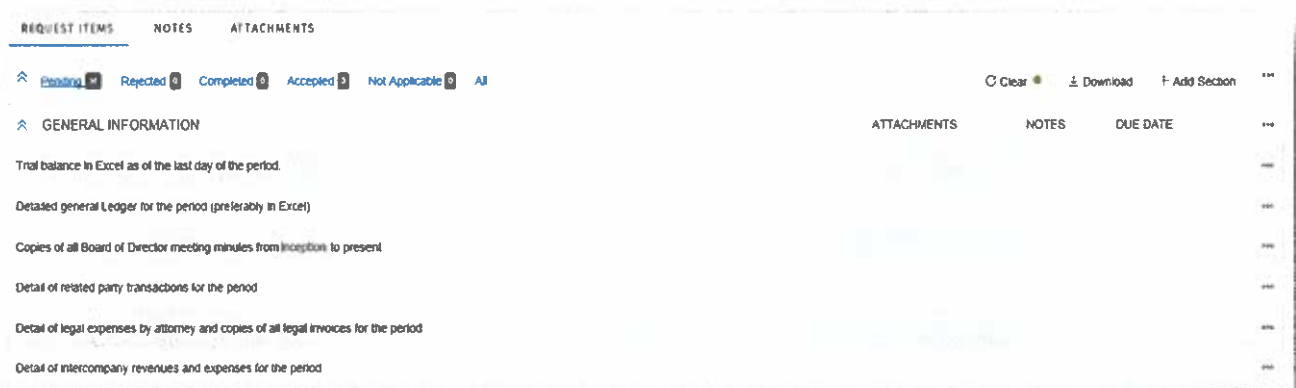 REQUEST ITEMS NOTES ATTACHMENTS
Pending Rejected 0 Completed 0 Accepted 3 Not Applicable 0 All Clear Download + Add Section
GENERAL INFORMATION ATTACHMENTS NOTES DUE DATE
Trial balance in Excel as of the last day of the period.
Detailed general Ledger for the period (preferably in Excel)
Copies of all Board of Director meeting minutes from inception to present
Detail of related party transactions for the period
Detail of legal expenses by attorney and copies of all legal invoices for the period
Detail of intercompany revenues and expenses for the period